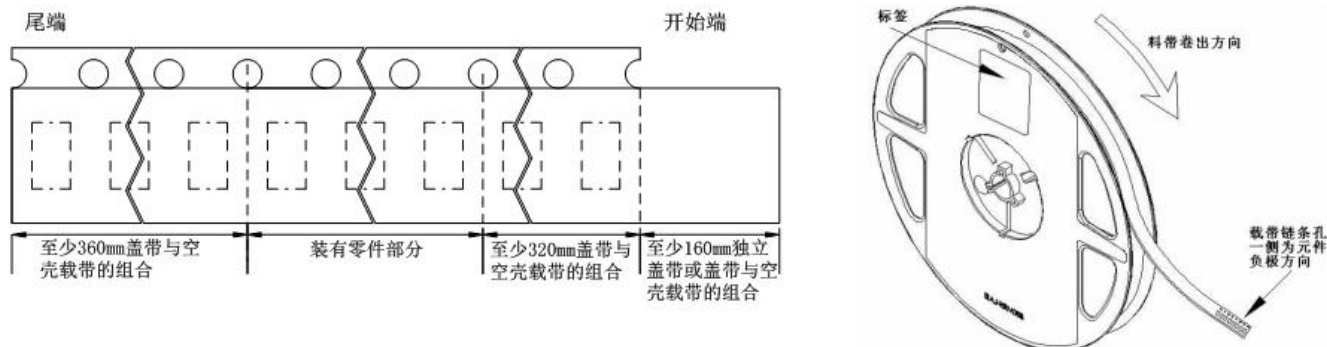 尾端
开始端
至少360mm盖带与空
壳载带的组合
装有零件部分
至少320mm盖带与
空壳载带的组合
至少160mm独立
盖带或盖带与空
壳载带的组合
标签
料带卷出方向
载带链条孔
一侧为元件
负极方向